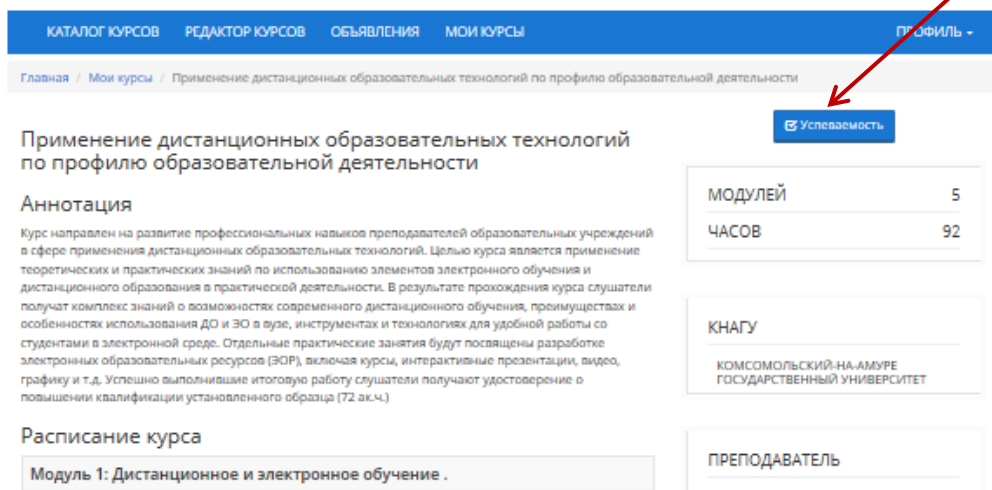 КАТАЛОГ КУРСОВ РЕДАКТОР КУРСОВ ОБЪЯВЛЕНИЯ МОИ КУРСЫ ПРОФИЛЬ
Главная / Мои курсы / Применение дистанционных образовательных технологий по профилю образовательной деятельности
Успеваемость
Применение дистанционных образовательных технологий
по профилю образовательной деятельности
Аннотация
Курс направлен на развитие профессиональных навыков преподавателей образовательных учреждений
в сфере применения дистанционных образовательных технологий. Целью курса является применение
теоретических и практических знаний по использованию элементов электронного обучения и
дистанционного образования в практической деятельности. В результате прохождения курса слушатели
получат комплекс знаний о возможностях современного дистанционного обучения, преимуществах и
особенностях использования ДО и ЭО в вузе, инструментах и технологиях для удобной работы со
студентами в электронной среде. Отдельные практические занятия будут посвящены разработке
электронных образовательных ресурсов (ЭОР), включая курсы, интерактивные презентации, видео,
графику и т.д. Успешно выполнившие итоговую работу слушатели получают удостоверение о
повышении квалификации установленного образца (72 ак.ч.)
Расписание курса
Модуль 1: Дистанционное и электронное обучение .
МОДУЛЕЙ 5
ЧАСОВ 92
КНАГУ
КОМСОМОЛЬСКИЙ-НА-АМУРЕ
ГОСУДАРСТВЕННЫЙ УНИВЕРСИТЕТ
ПРЕПОДАВАТЕЛЬ